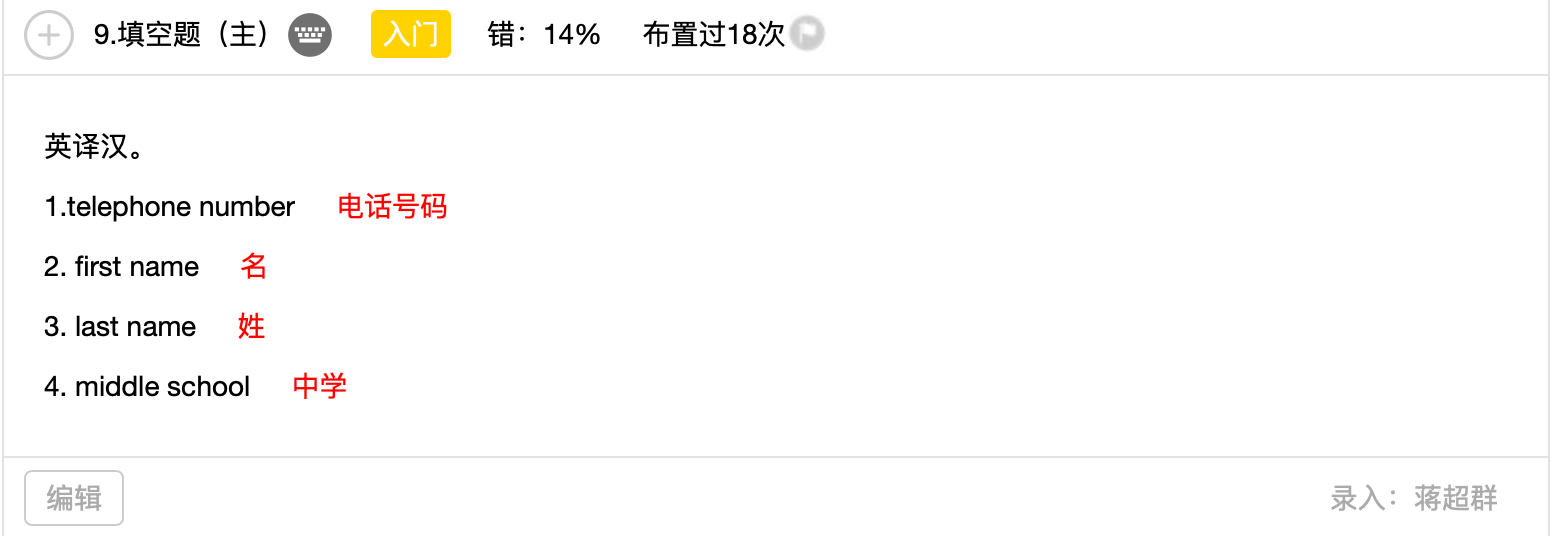 9.填空题（主） 入门 错：14% 布置过18次
英译汉。
1.telephone number 电话号码
2. first name 名
3. last name 姓
4. middle school 中学
编辑 录入：蒋超群